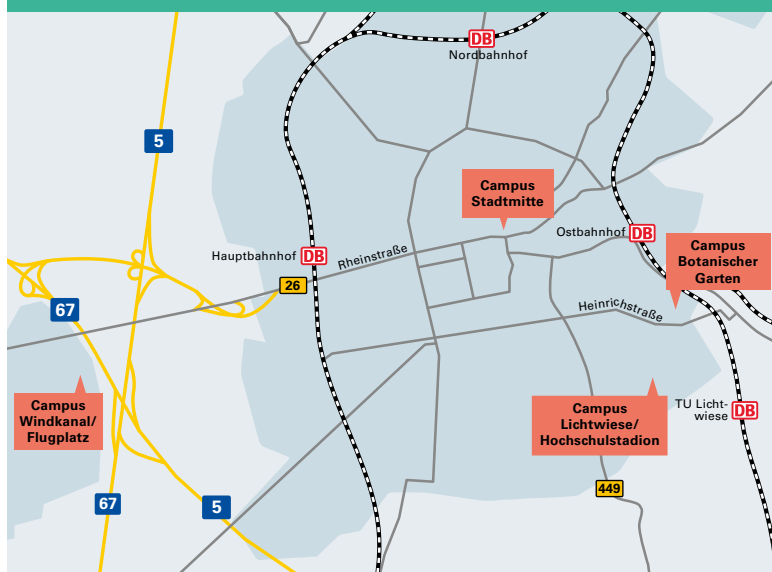 DB
Nordbahnhof
5
Campus
Stadtmitte
Hauptbahnhof DB
Rheinstraße
Ostbahnhof DB
Campus
Botanischer
Garten
26
67
Heinrichstraße
Campus
Windkanal/
Flugplatz
Campus
Lichtwiese/
Hochschulstadion
TU Licht-
wiese DB
449
67
5